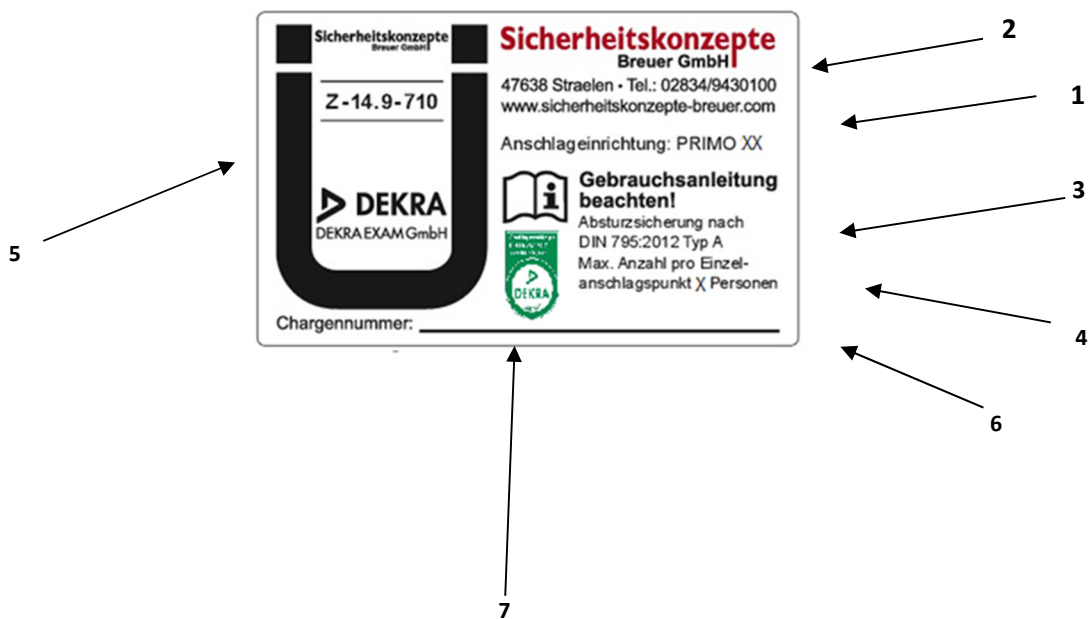 Sicherheitskonzepte
Breuer GmbH
Z-14.9-710
DEKRA
DEKRA EXAM GmbH
Sicherheitskonzepte
Breuer GmbH
47638 Straelen • Tel.: 02834/9430100
www.sicherheitskonzepte-breuer.com
Anschlageinrichtung: PRIMO XX
Gebrauchsanleitung
beachten!
Absturzsicherung nach
DIN 795:2012 Typ A
Max. Anzahl pro Einzel-
anschlagspunkt X Personen
DEKRA
Chargennummer:
2
1
3
4
5
6
7